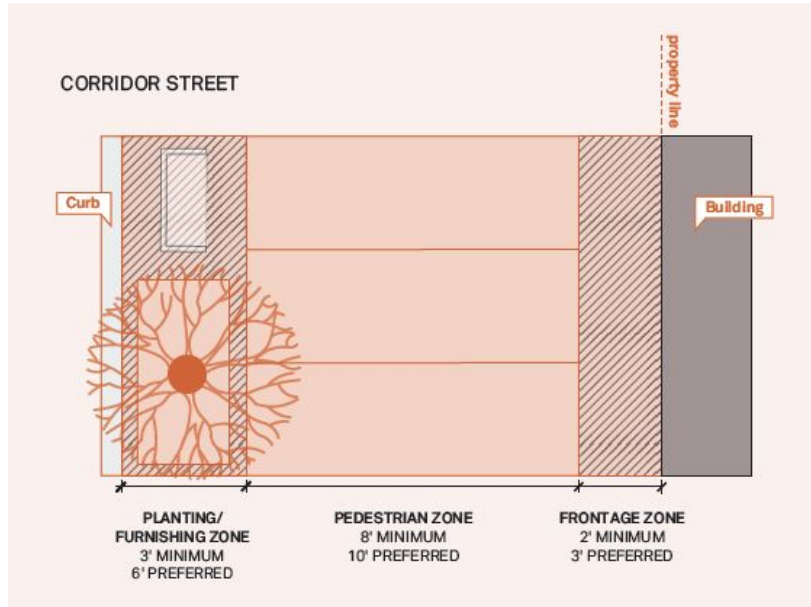 CORRIDOR STREET
property line
Curb
Building
PLANTING/
FURNISHING ZONE
3' MINIMUM
6' PREFERRED
PEDESTRIAN ZONE
8' MINIMUM
10' PREFERRED
FRONTAGE ZONE
2' MINIMUM
3' PREFERRED